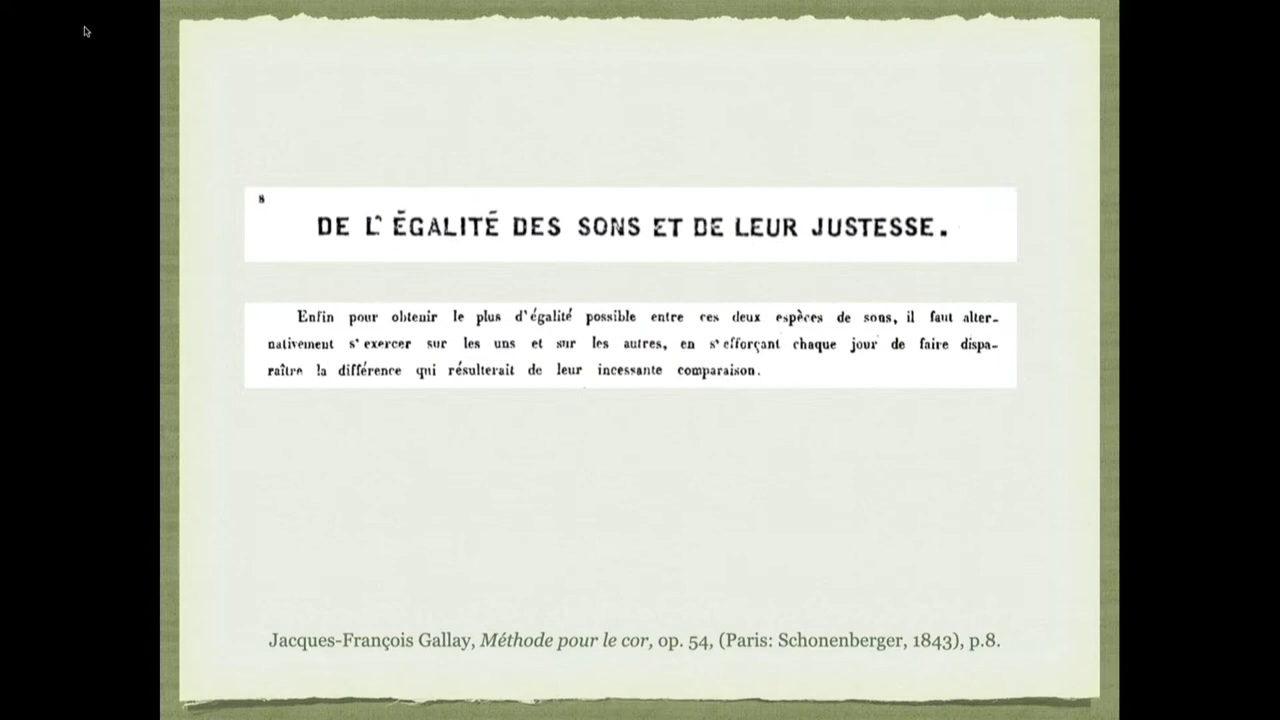 8
DE L'ÉGALITÉ DES SONS ET DE LEUR JUSTESSE.
Enfin pour obtenir le plus d'égalité possible entre ces deux espèces de sons, il faut alter-
nativement s'exercer sur les uns et sur les autres, en s'efforçant chaque jour de faire dispa-
raître la différence qui résulterait de leur incessante comparaison.
Jacques-François Gallay, Méthode pour le cor, op. 54, (Paris: Schonenberger, 1843), p.8.